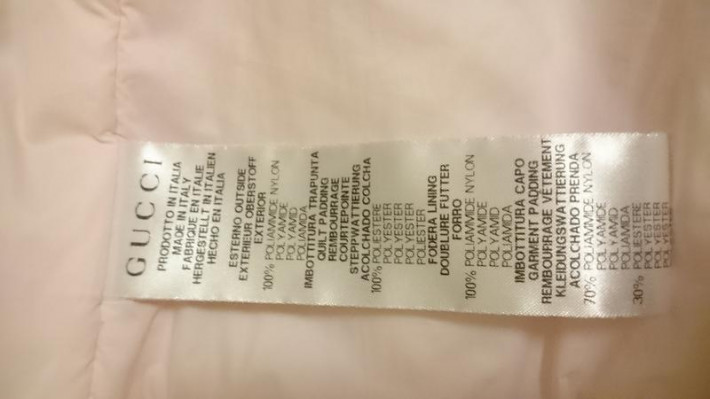 GUCCI
PRODOTTO IN ITALIA
MADE IN ITALY
FABRIQUE EN ITALIE
HERGESTELLT IN ITALIEN
HECHO EN ITALIA
ESTERNO OUTSIDE
EXTERIEUR OBERSTOFF
EXTERIOR
100% POLIAMMIDE NYLON
POLYAMIDE
POLYAMID
POLIAMIDA
IMBOTTITURA TRAPUNTA
QUILT PADDING
REMBOURRAGE
COURTEPOINTE
STEPPWATTIERUNG
ACOLCHADO COLCHA
100% POLIESTERE
POLYESTER
POLYESTER
POLYESTER
POLIESTER
FODERA LINING
DOUBLURE FUTTER
FORRO
100% POLIAMMIDE NYLON
POLYAMIDE
POLYAMID
POLIAMIDA
IMBOTTITURA CAPO
GARMENT PADDING
REMBOURRAGE VÊTEMENT
KLEIDUNGSWATTIERUNG
ACOLCHADO PRENDA
70% POLIAMMIDE NYLON
POLYAMIDE
POLYAMID
POLIAMIDA
30% POLIESTERE
POLYESTER
POLYESTER